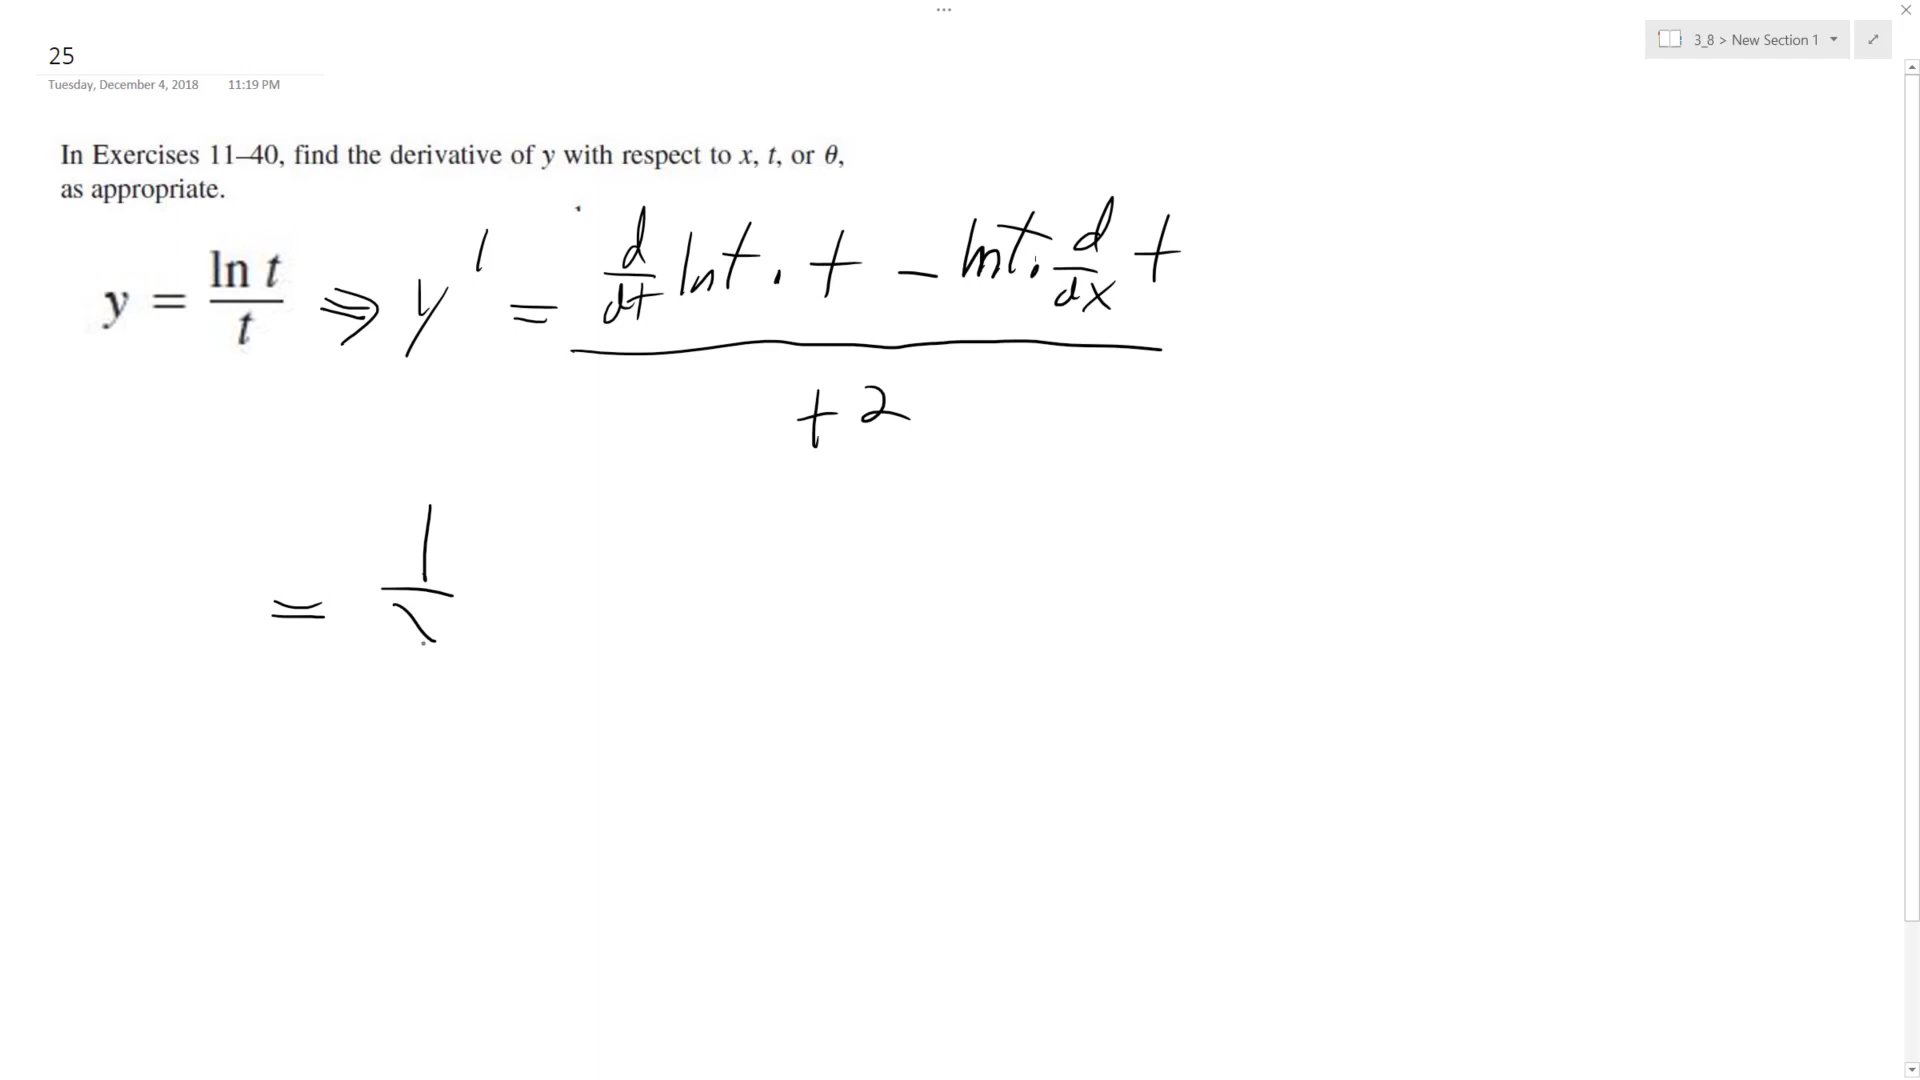 ...
3_8 > New Section 1
25
Tuesday, December 4, 2018 11:19 PM
In Exercises 11–40, find the derivative of y with respect to x, t, or θ,
as appropriate.
y = ln t / t ⇒ y' = (d/dt ln t · t − ln t · d/dx t) / t 2
= 1